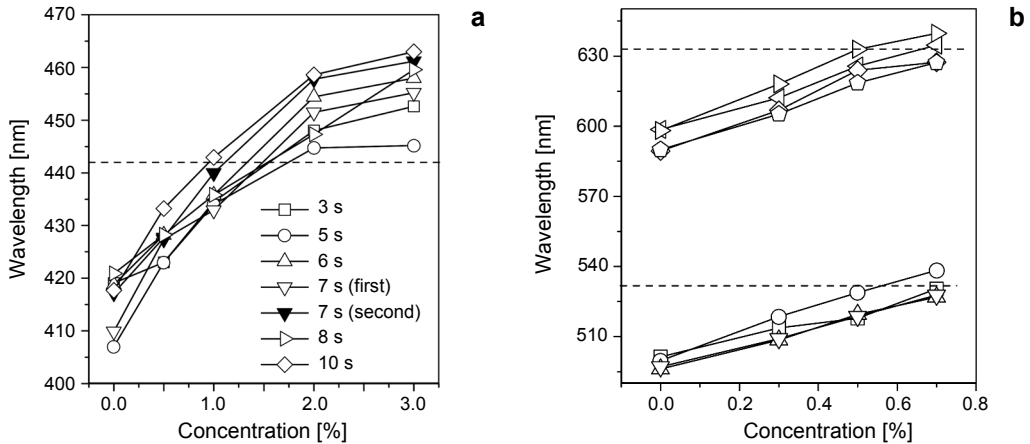 a
470
460
450
440
430
420
410
400
Wavelength [nm]
3 s
5 s
6 s
7 s (first)
7 s (second)
8 s
10 s
0.0 1.0 2.0 3.0
Concentration [%]
b
630
600
570
540
510
Wavelength [nm]
0.0 0.2 0.4 0.6 0.8
Concentration [%]